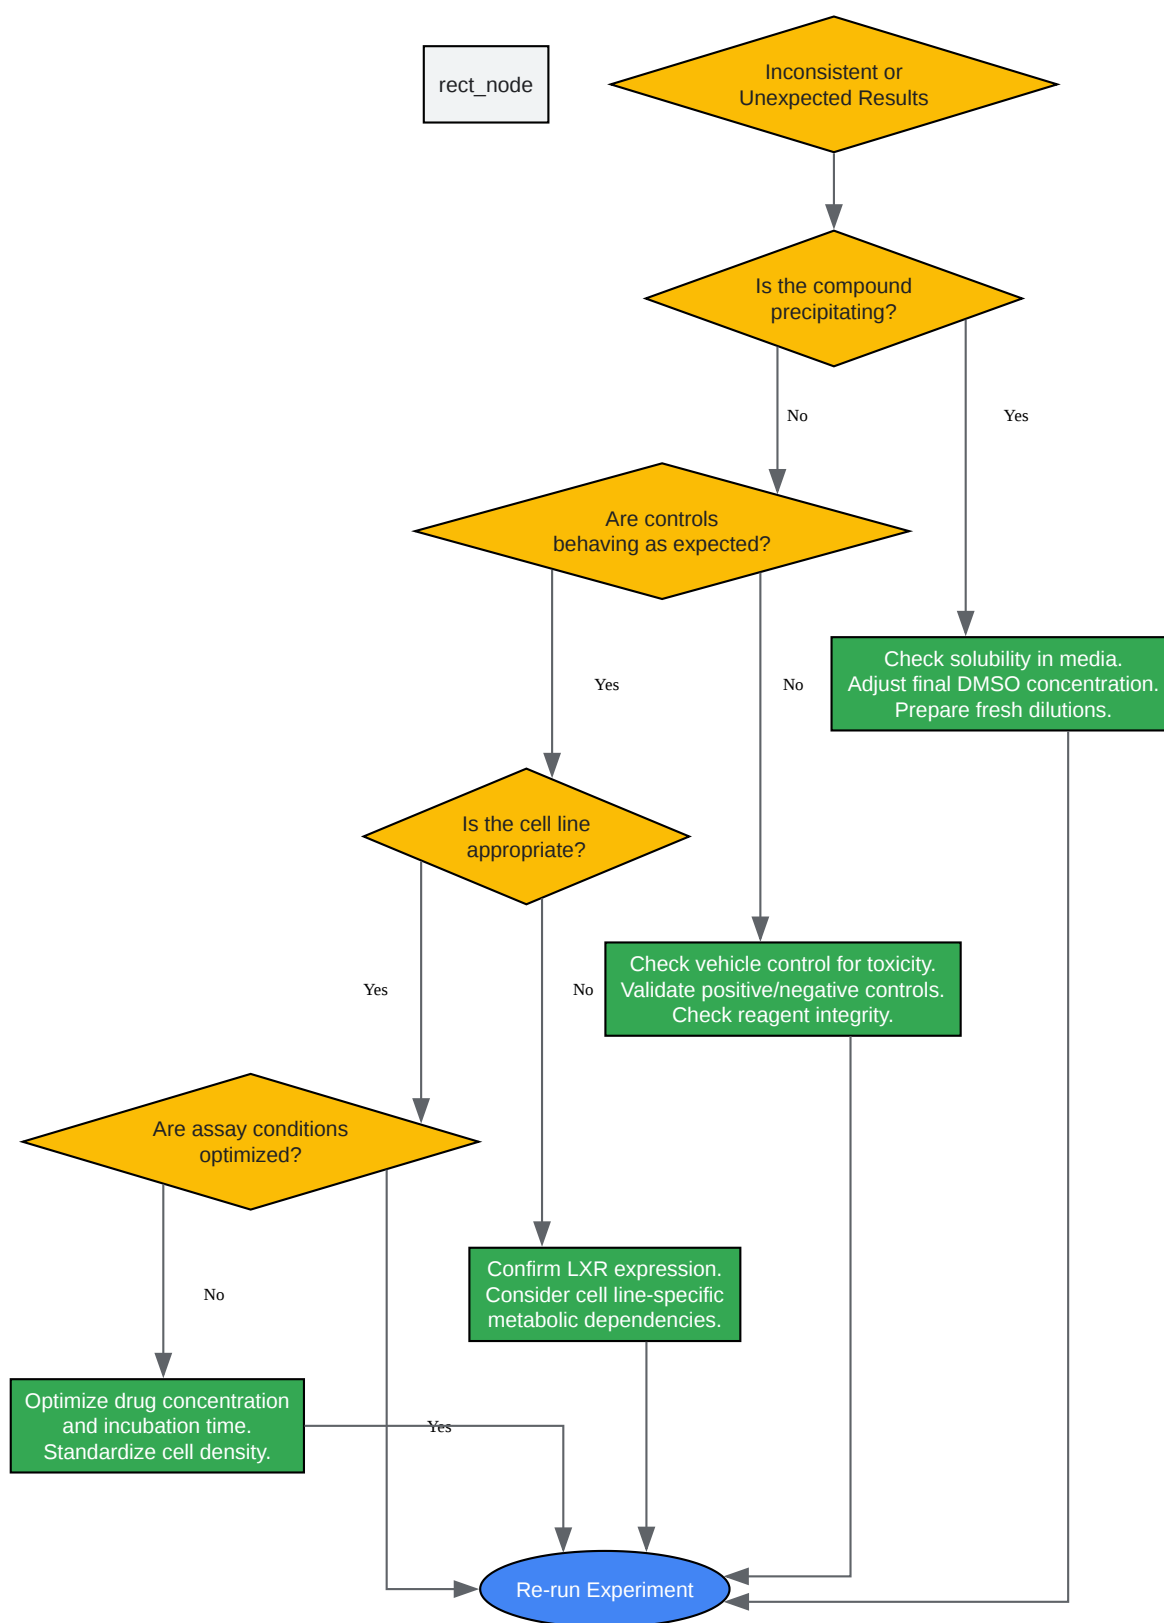 rect_node
Inconsistent or
Unexpected Results
Is the compound
precipitating?
No
Yes
Are controls
behaving as expected?
Yes
No
Check solubility in media.
Adjust final DMSO concentration.
Prepare fresh dilutions.
Is the cell line
appropriate?
Yes
No
Check vehicle control for toxicity.
Validate positive/negative controls.
Check reagent integrity.
Are assay conditions
optimized?
No
Confirm LXR expression.
Consider cell line-specific
metabolic dependencies.
Optimize drug concentration
and incubation time.
Standardize cell density.
Yes
Re-run Experiment